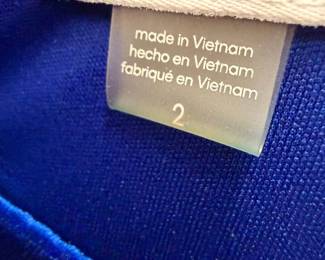 made in Vietnam
hecho en Vietnam
fabriqué en Vietnam
2